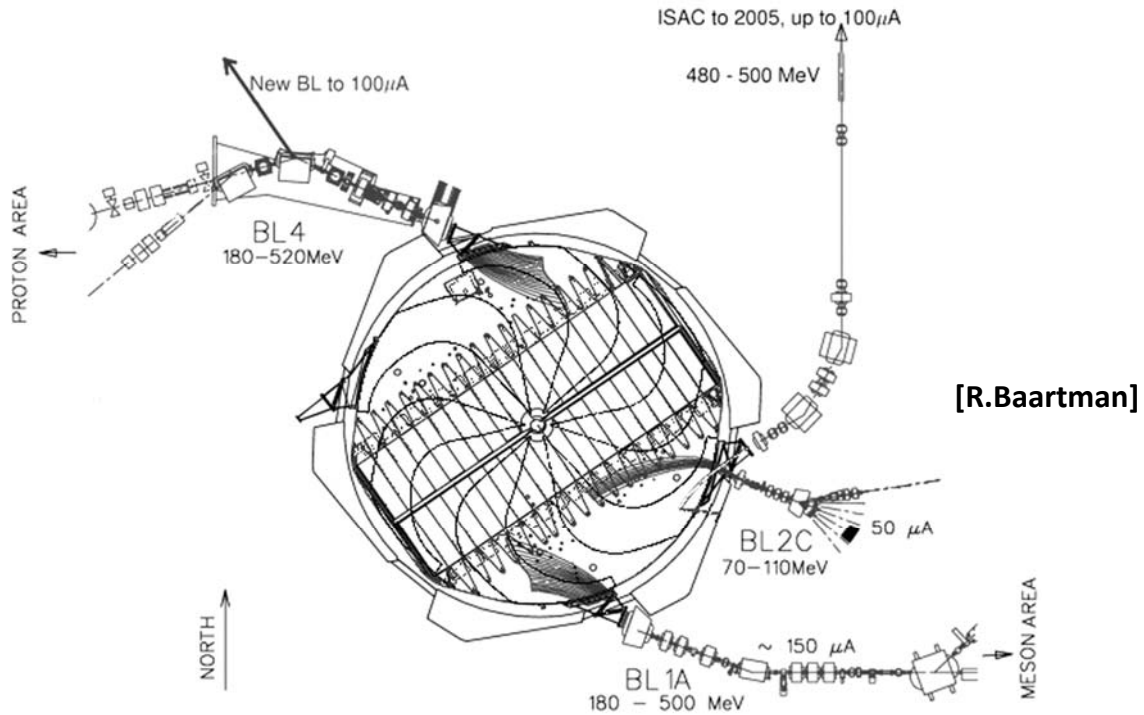 ISAC to 2005, up to 100µA
480 - 500 MeV
New BL to 100µA
BL4
180-520MeV
PROTON AREA
[R.Baartman]
50 µA
BL2C
70-110MeV
NORTH
~ 150 µA
MESON AREA
BL1A
180 - 500 MeV